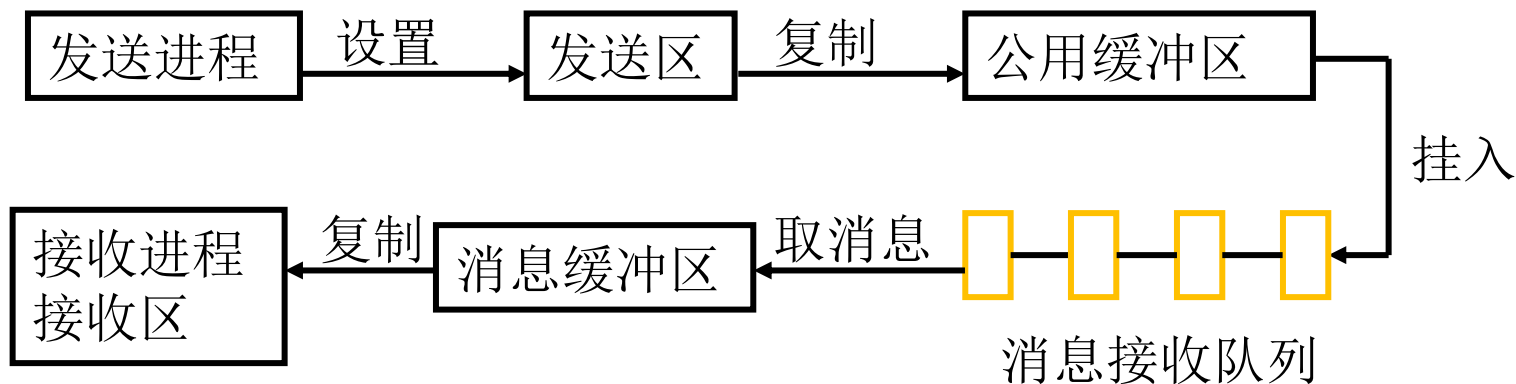 发送进程
设置
发送区
复制
公用缓冲区
挂入
接收进程
接收区
复制
消息缓冲区
取消息
消息接收队列